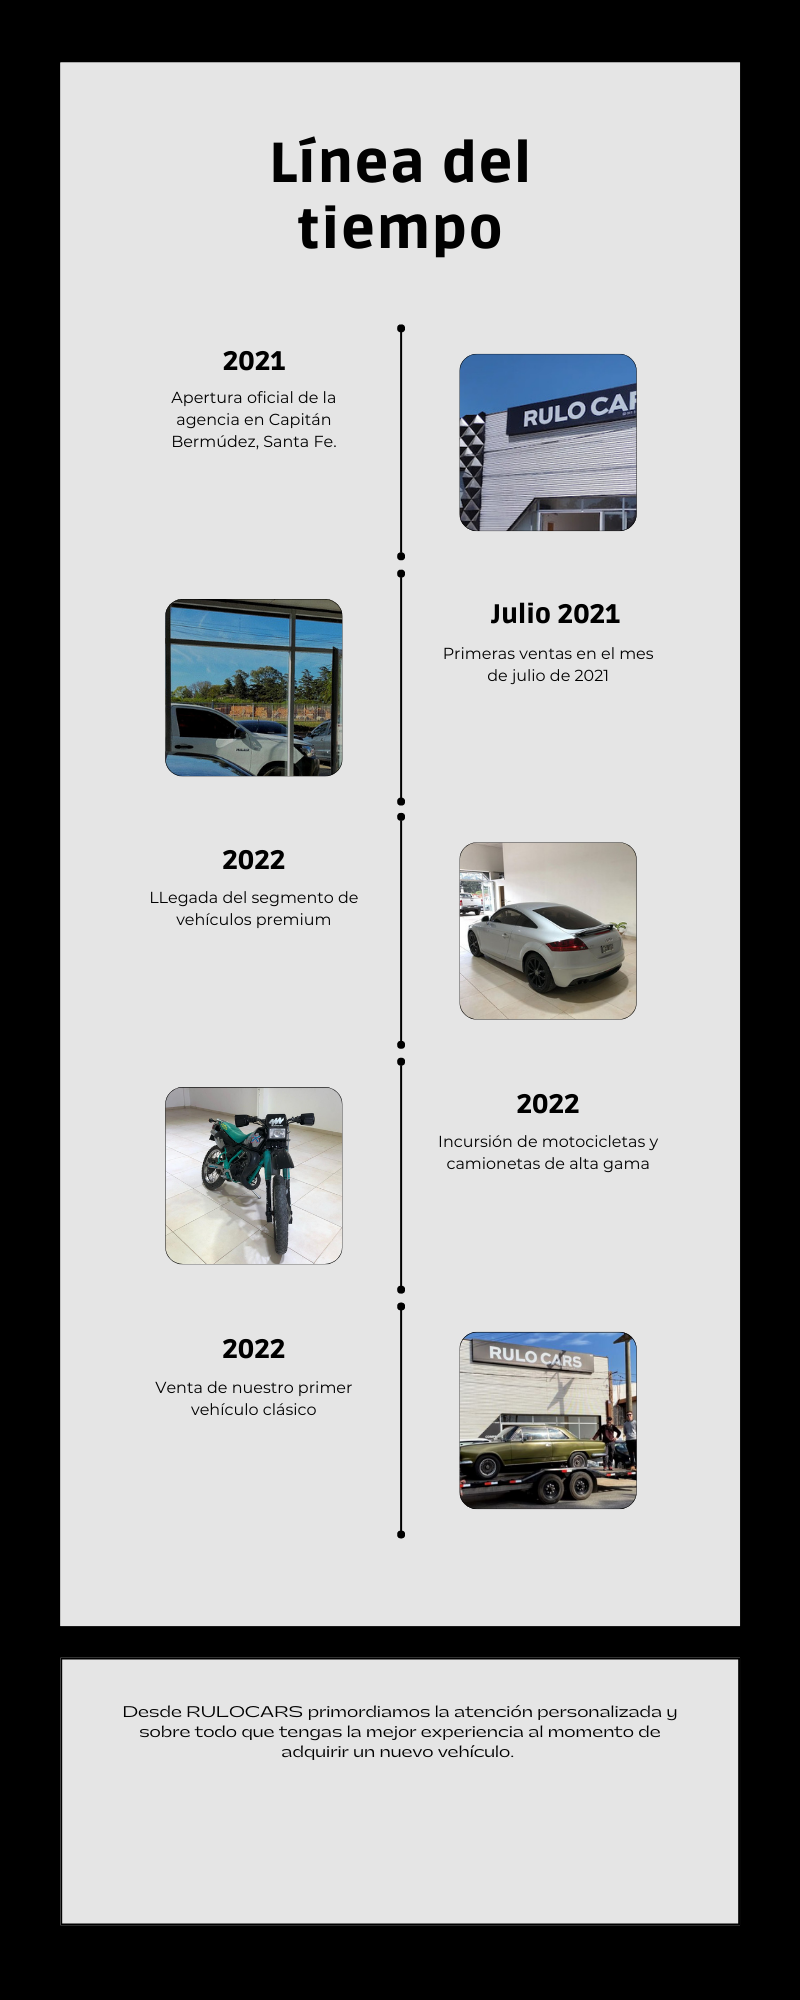 Línea del
tiempo
2021
Apertura oficial de la
agencia en Capitán
Bermúdez, Santa Fe.
RULO CAR
Julio 2021
Primeras ventas en el mes
de julio de 2021
2022
LLegada del segmento de
vehículos premium
2022
Incursión de motocicletas y
camionetas de alta gama
2022
Venta de nuestro primer
vehículo clásico
RULO CARS
Desde RULOCARS primordiamos la atención personalizada y
sobre todo que tengas la mejor experiencia al momento de
adquirir un nuevo vehículo.